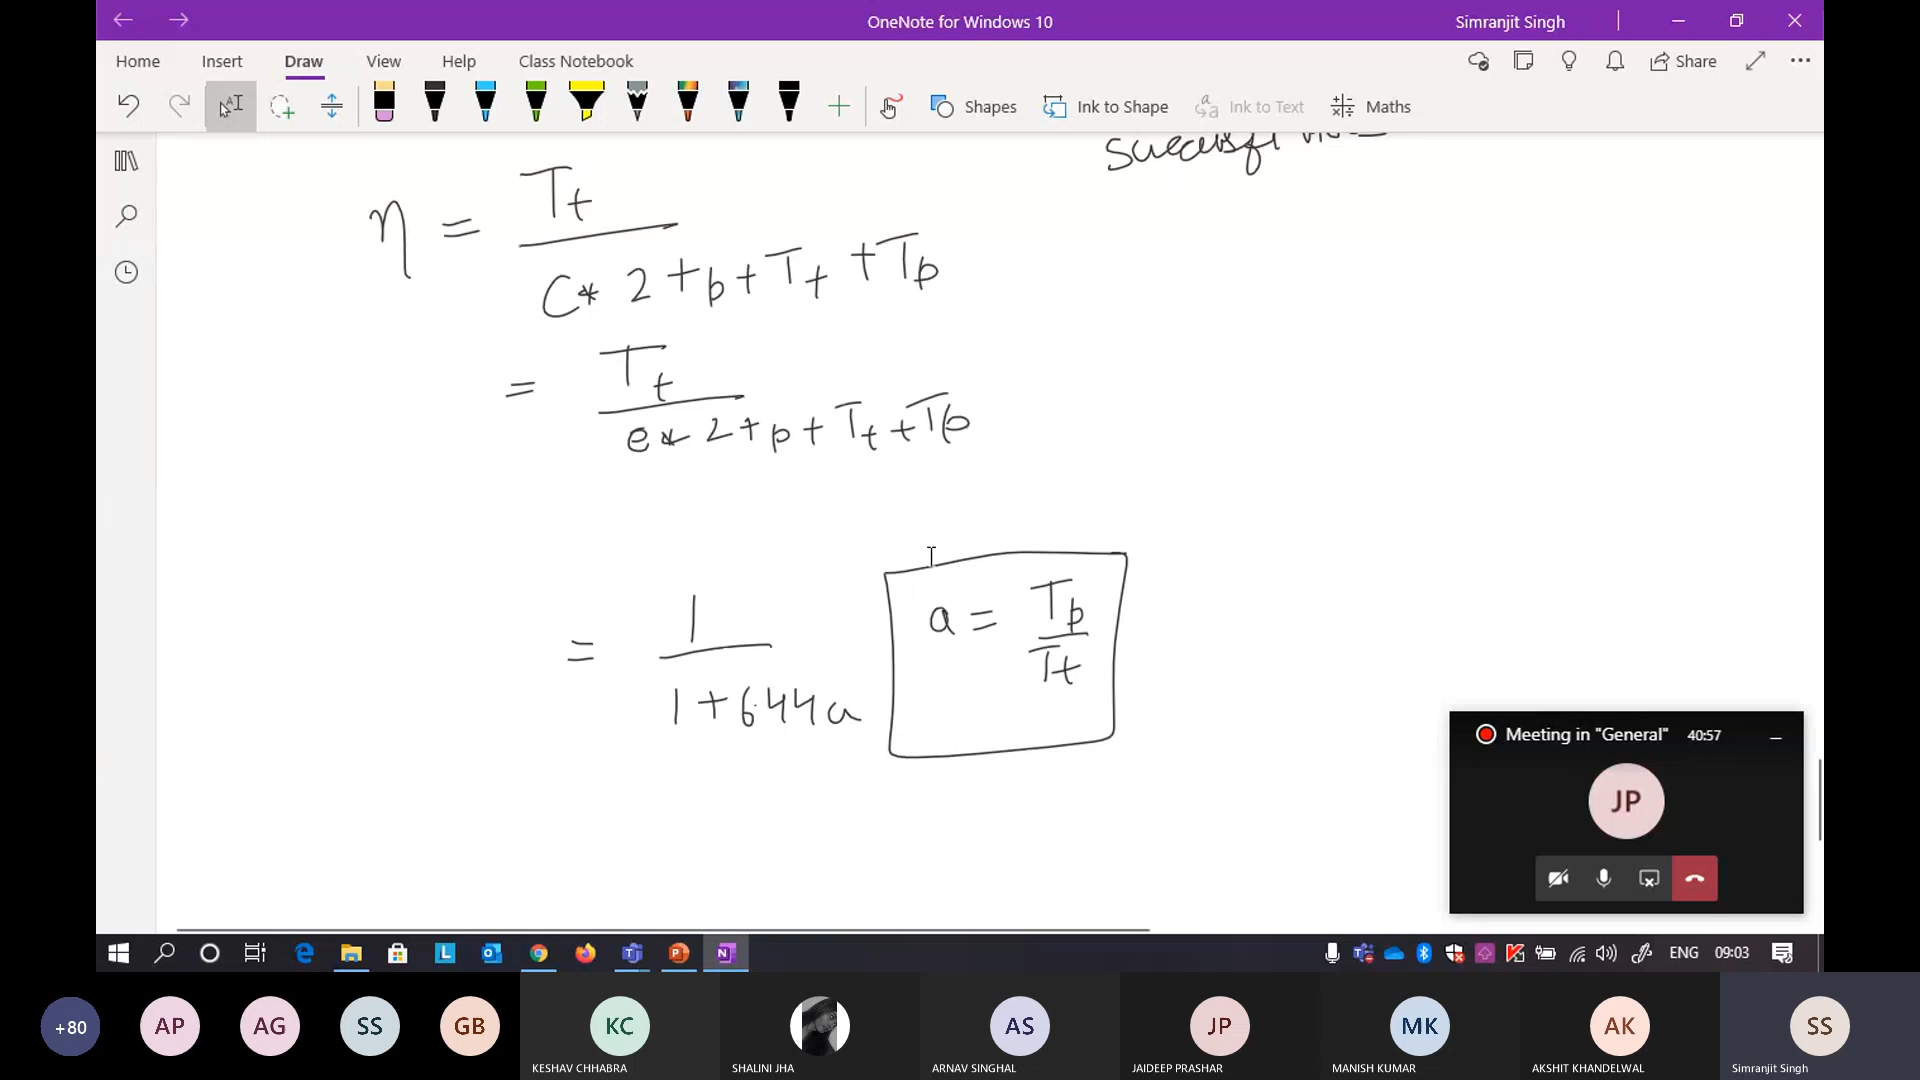 OneNote for Windows 10
Simranjit Singh
Home Insert Draw View Help Class Notebook
Share
Shapes Ink to Shape Ink to Text Maths
η = Tt
C* 2tp + Tt + Tp
= Tt
e* 2tp + Tt + Tp
= 1
1 + 6.44a
a = Tp
Tt
Meeting in "General" 40:57
JP
ENG 09:03
+80 AP AG SS GB KC AS JP MK AK SS
KESHAV CHHABRA SHALINI JHA ARNAV SINGHAL JAIDEEP PRASHAR MANISH KUMAR AKSHIT KHANDELWAL Simranjit Singh